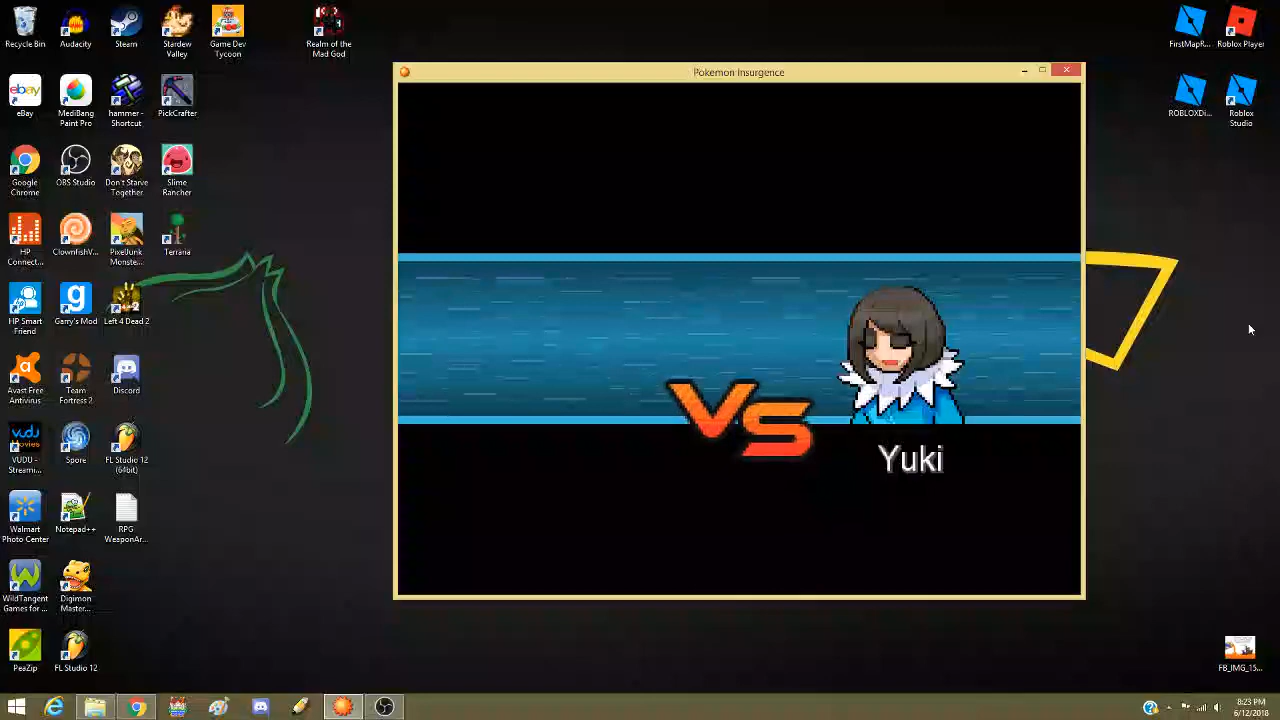 Recycle Bin
Audacity
Steam
Stardew
Valley
Game Dev
Tycoon
Realm of the
Mad God
FirstMapR...
Roblox Player
Pokemon Insurgence
eBay
MediBang
Paint Pro
hammer -
Shortcut
PickCrafter
ROBLOXDi...
Roblox
Studio
Google
Chrome
OBS Studio
Don't Starve
Together
Slime
Rancher
HP
Connect...
ClownfishV...
PixelJunk
Monste...
Terraria
HP Smart
Friend
Garry's Mod
Left 4 Dead 2
Avast Free
Antivirus
Team
Fortress 2
Discord
VS
Yuki
VUDU
MOVIES
VUDU -
Streami...
Spore
FL Studio 12
(64bit)
Walmart
Photo Center
Notepad++
RPG
WeaponAr...
WildTangent
Games for ...
Digimon
Master...
PeaZip
FL Studio 12
FB_IMG_15...
8:23 PM
6/12/2018